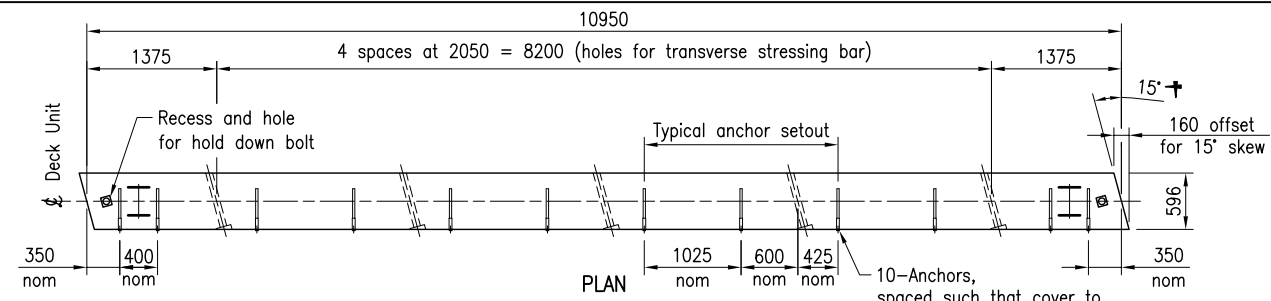 10950
1375
4 spaces at 2050 = 8200 (holes for transverse stressing bar)
1375
15°
Recess and hole
for hold down bolt
Typical anchor setout
160 offset
for 15° skew
℄ Deck Unit
596
350
nom
400
nom
1025
nom
600
nom
425
nom
350
nom
PLAN
10-Anchors,
spaced such that cover to